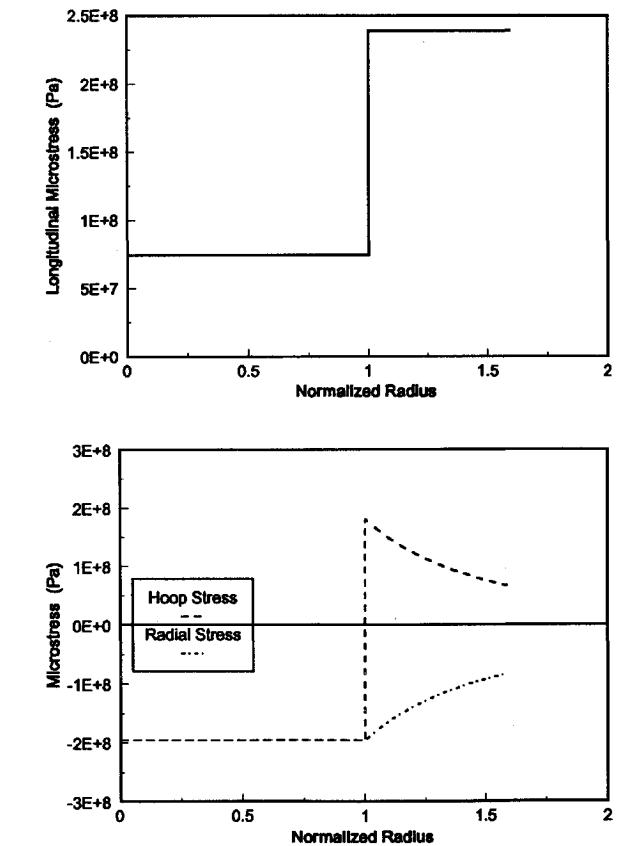 2.5E+8
2E+8
1.5E+8
1E+8
5E+7
0E+0
Longitudinal Microstress (Pa)
0 0.5 1 1.5 2
Normalized Radius
3E+8
2E+8
1E+8
0E+0
-1E+8
-2E+8
-3E+8
Microstress (Pa)
Hoop Stress
Radial Stress
0 0.5 1 1.5 2
Normalized Radius